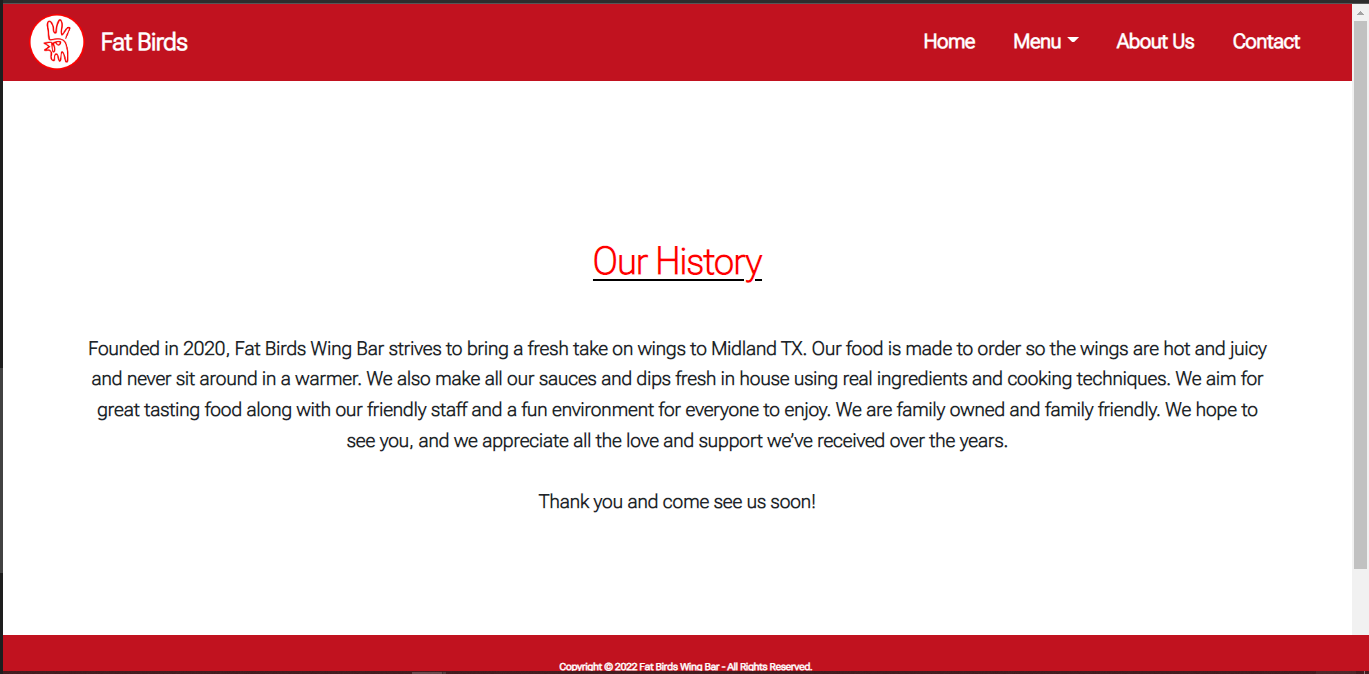 Fat Birds Home Menu About Us Contact
Our History
Founded in 2020, Fat Birds Wing Bar strives to bring a fresh take on wings to Midland TX. Our food is made to order so the wings are hot and juicy
and never sit around in a warmer. We also make all our sauces and dips fresh in house using real ingredients and cooking techniques. We aim for
great tasting food along with our friendly staff and a fun environment for everyone to enjoy. We are family owned and family friendly. We hope to
see you, and we appreciate all the love and support we’ve received over the years.
Thank you and come see us soon!
Copyright © 2022 Fat Birds Wing Bar - All Rights Reserved.